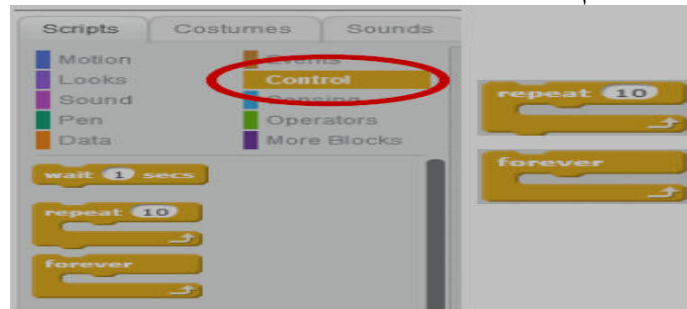 Scripts Costumes Sounds
Motion Events
Looks Control
Sound Sensing
Pen Operators
Data More Blocks
wait 1 secs
repeat 10
forever
repeat 10
forever